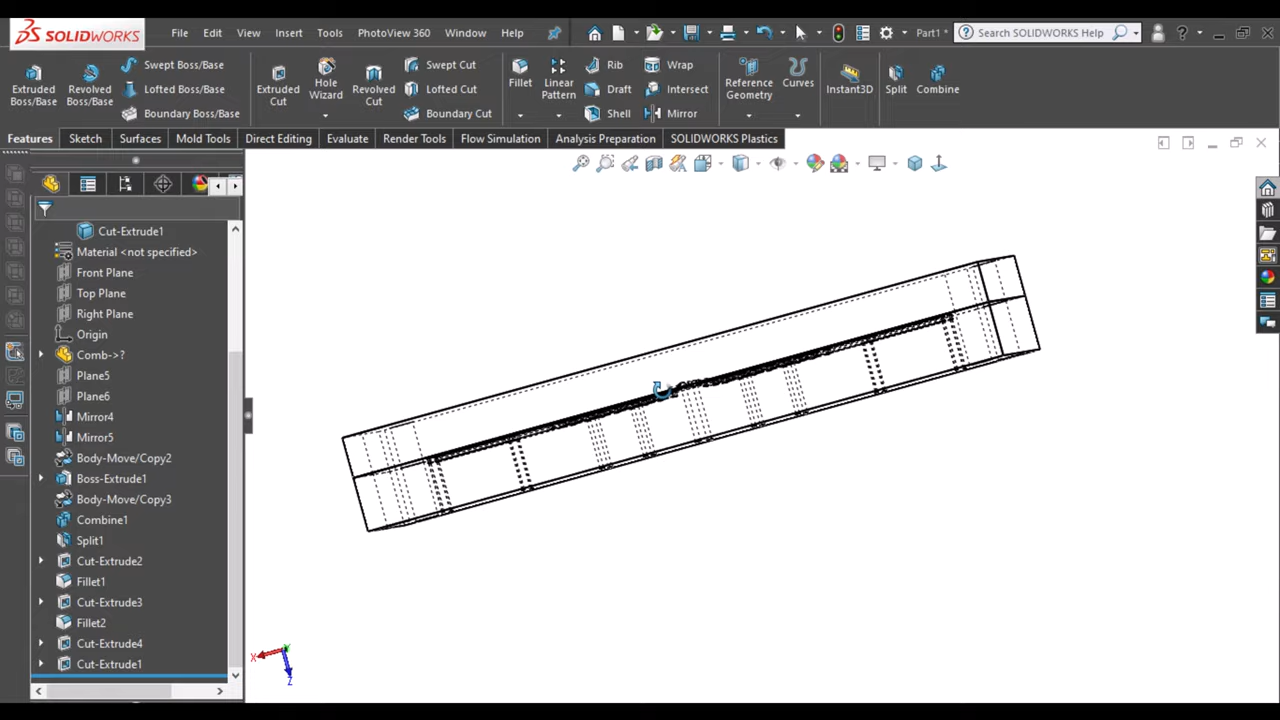 SOLIDWORKS File Edit View Insert Tools PhotoView 360 Window Help Part1 * Search SOLIDWORKS Help ?
Extruded Boss/Base Revolved Boss/Base Swept Boss/Base Lofted Boss/Base Boundary Boss/Base Extruded Cut Hole Wizard Revolved Cut Swept Cut Lofted Cut Boundary Cut Fillet Linear Pattern Rib Draft Shell Wrap Intersect Mirror Reference Geometry Curves Instant3D Split Combine
Features Sketch Surfaces Mold Tools Direct Editing Evaluate Render Tools Flow Simulation Analysis Preparation SOLIDWORKS Plastics
Cut-Extrude1
Material <not specified>
Front Plane
Top Plane
Right Plane
Origin
Comb->?
Plane5
Plane6
Mirror4
Mirror5
Body-Move/Copy2
Boss-Extrude1
Body-Move/Copy3
Combine1
Split1
Cut-Extrude2
Fillet1
Cut-Extrude3
Fillet2
Cut-Extrude4
Cut-Extrude1
X
Z